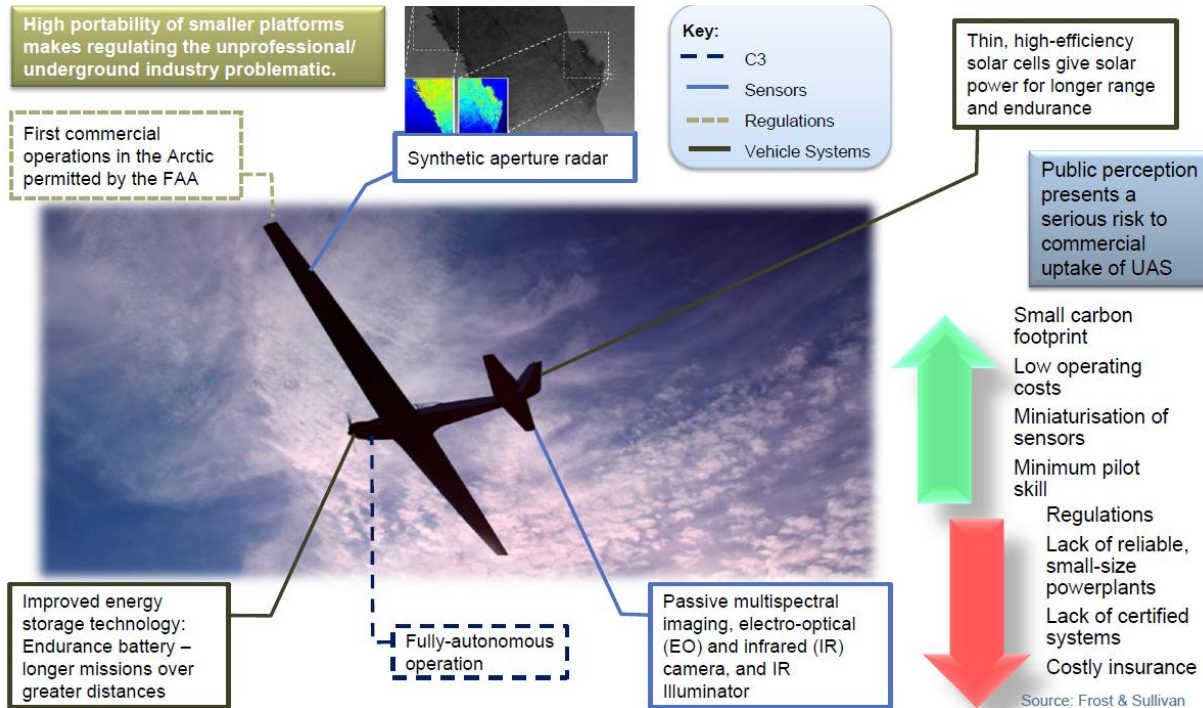 High portability of smaller platforms
makes regulating the unprofessional/
underground industry problematic.
Key:
C3
Sensors
Regulations
Vehicle Systems
Thin, high-efficiency
solar cells give solar
power for longer range
and endurance
First commercial
operations in the Arctic
permitted by the FAA
Synthetic aperture radar
Public perception
presents a
serious risk to
commercial
uptake of UAS
Small carbon
footprint
Low operating
costs
Miniaturisation of
sensors
Minimum pilot
skill
Regulations
Lack of reliable,
small-size
powerplants
Lack of certified
systems
Costly insurance
Improved energy
storage technology:
Endurance battery –
longer missions over
greater distances
Fully-autonomous
operation
Passive multispectral
imaging, electro-optical
(EO) and infrared (IR)
camera, and IR
Illuminator
Source: Frost & Sullivan